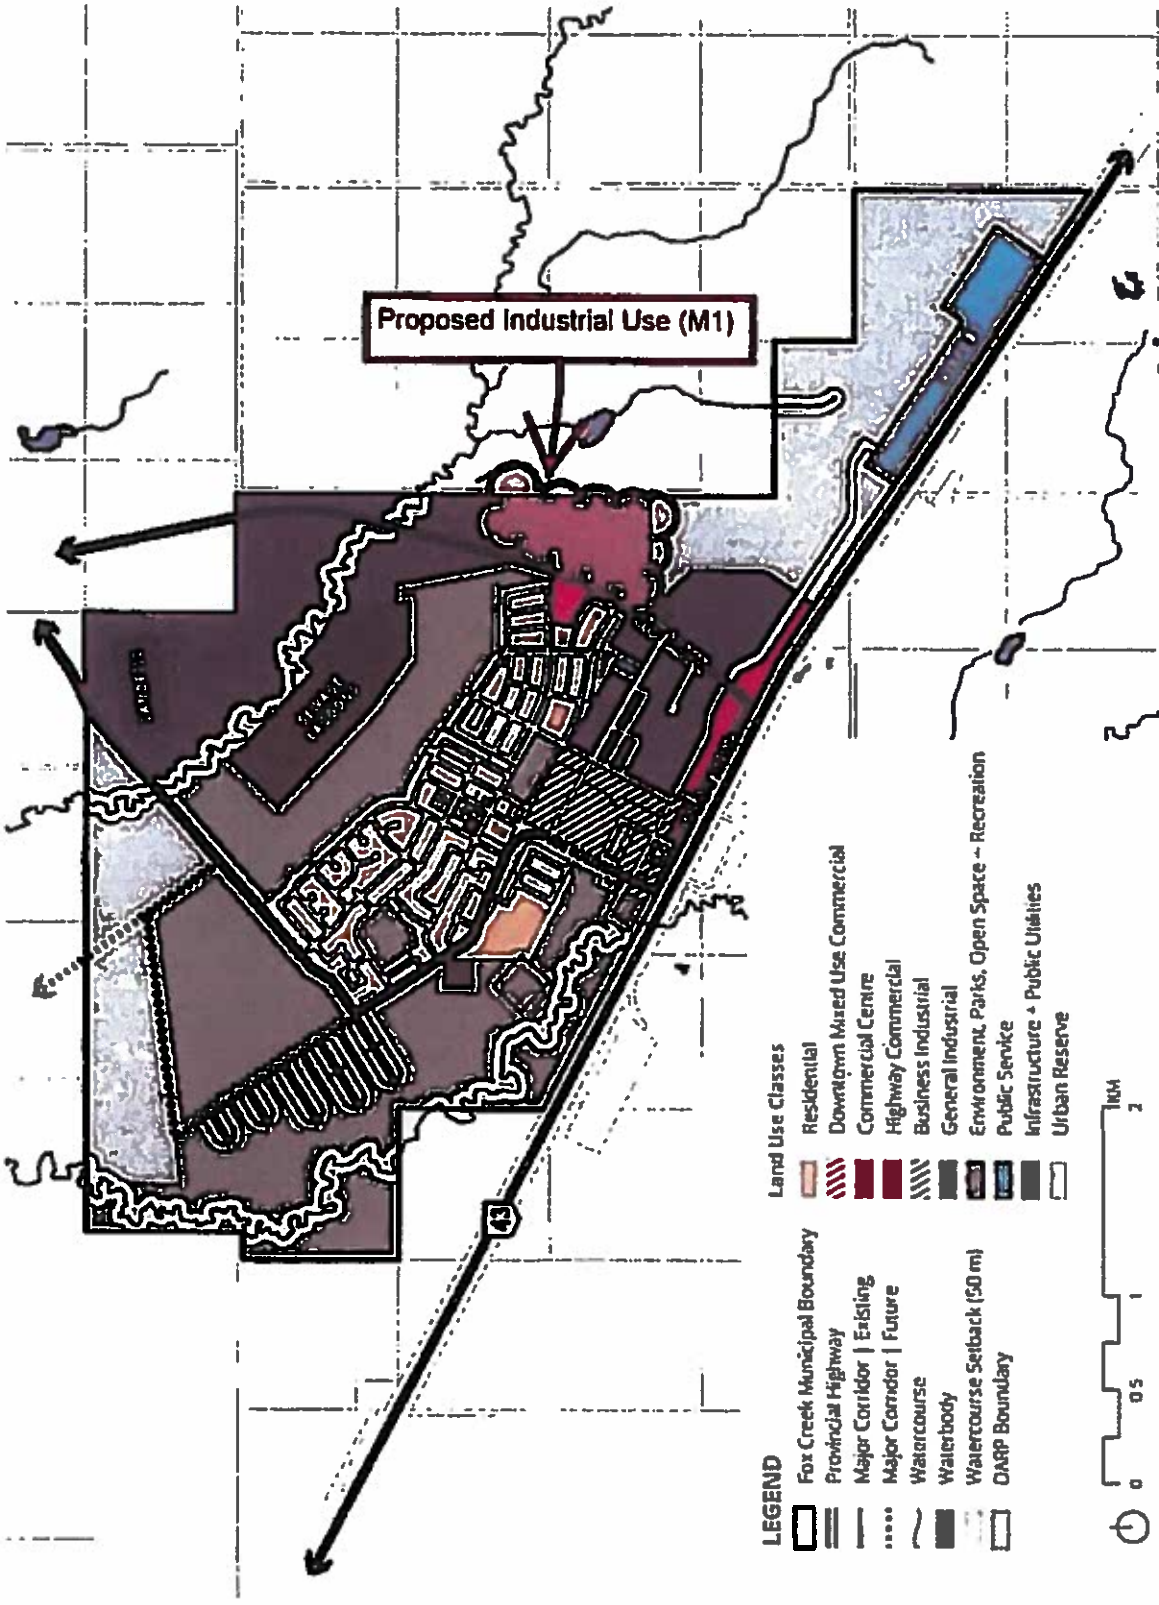 Proposed Industrial Use (M1)
43
LEGEND
Fox Creek Municipal Boundary
Provincial Highway
Major Corridor | Existing
Major Corridor | Future
Watercourse
Waterbody
Watercourse Setback (50 m)
DARP Boundary
Land Use Classes
Residential
Downtown Mixed Use Commercial
Commercial Centre
Highway Commercial
Business Industrial
General Industrial
Environment, Parks, Open Space + Recreation
Public Service
Infrastructure + Public Utilities
Urban Reserve
0 0.5 1 2
KM